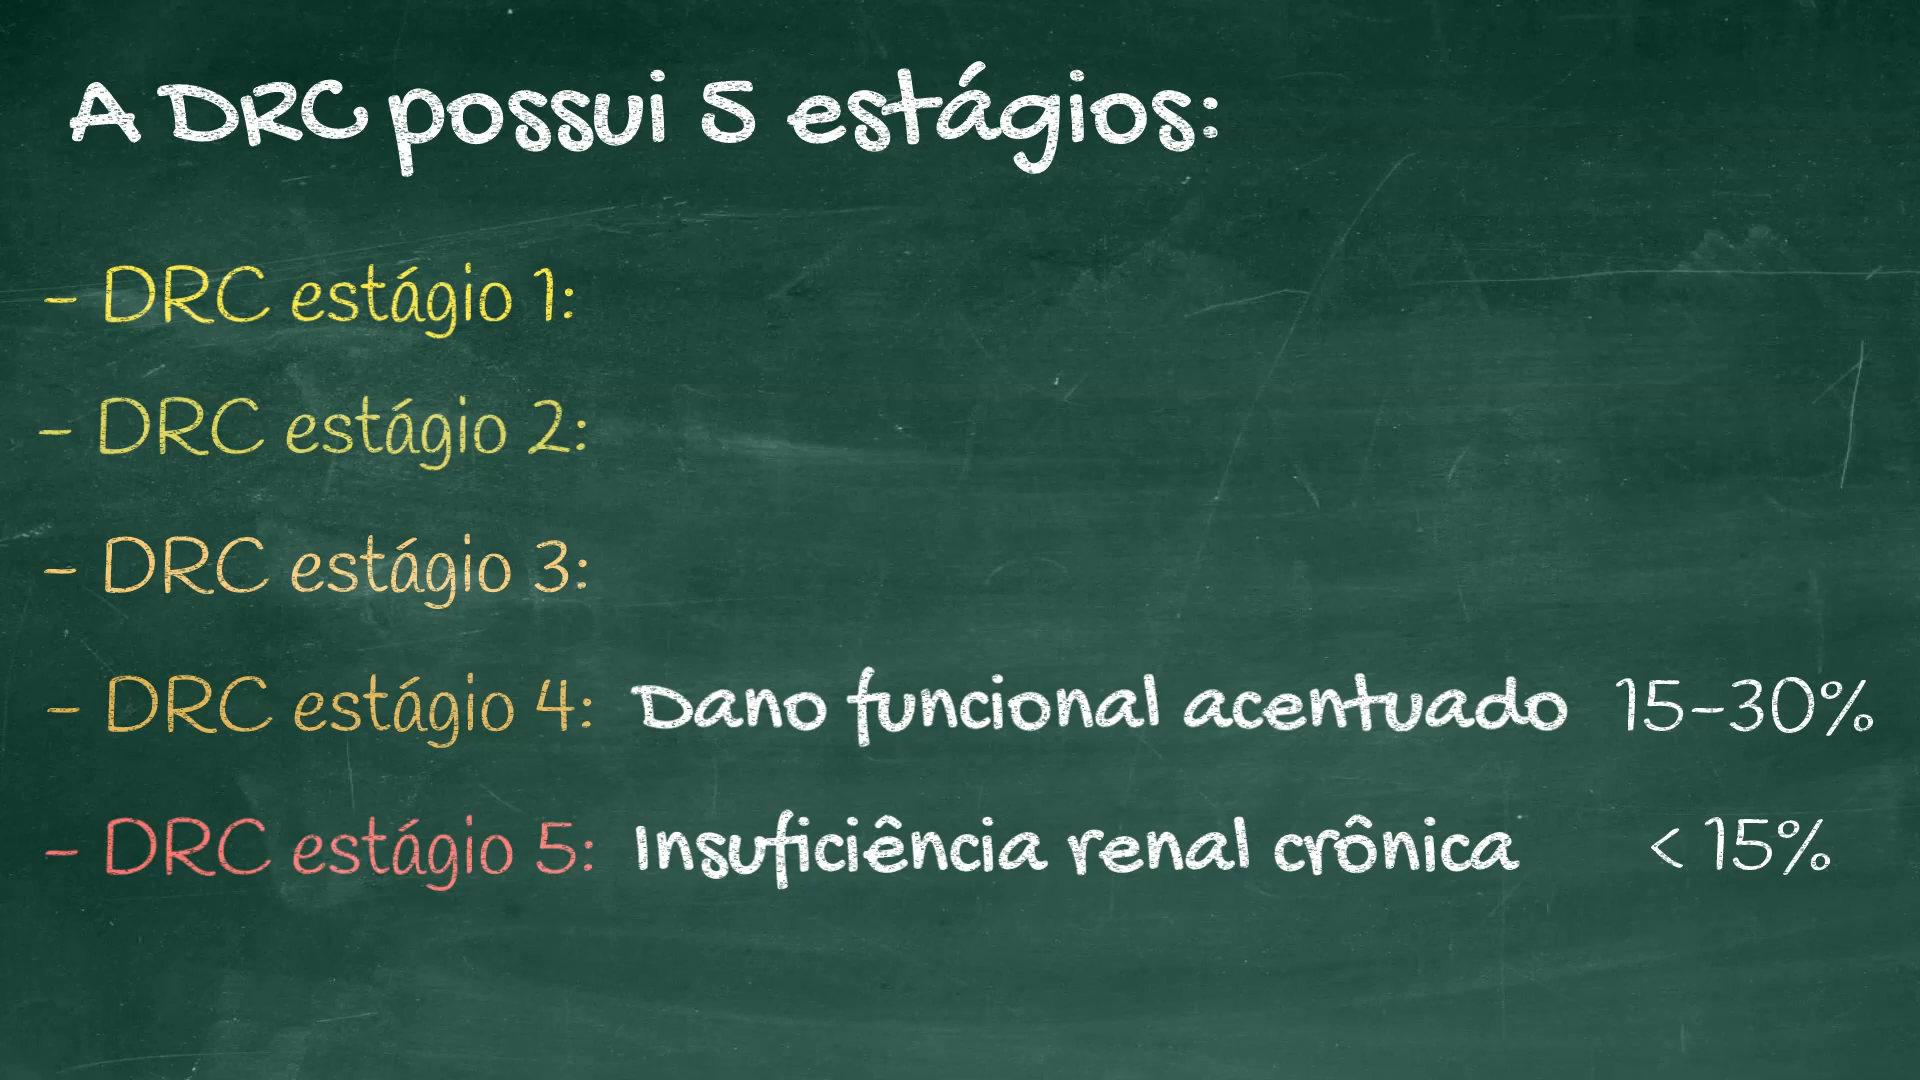 A DRC possui 5 estágios:
- DRC estágio 1:
- DRC estágio 2:
- DRC estágio 3:
- DRC estágio 4: Dano funcional acentuado 15-30%
- DRC estágio 5: Insuficiência renal crônica < 15%